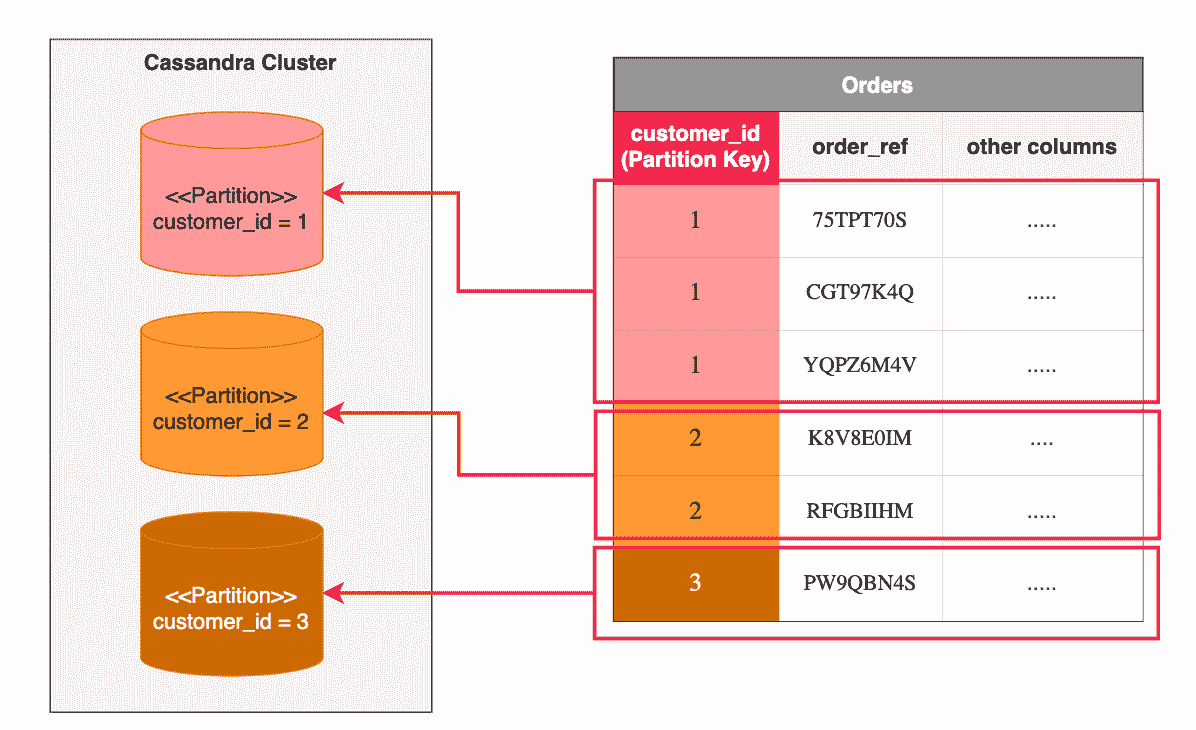 Cassandra Cluster
<<Partition>>
customer_id = 1
<<Partition>>
customer_id = 2
<<Partition>>
customer_id = 3
Orders
customer_id
(Partition Key)
order_ref
other columns
1
75TPT70S
.....
1
CGT97K4Q
.....
1
YQPZ6M4V
.....
2
K8V8E0IM
....
2
RFGBIIHM
.....
3
PW9QBN4S
.....